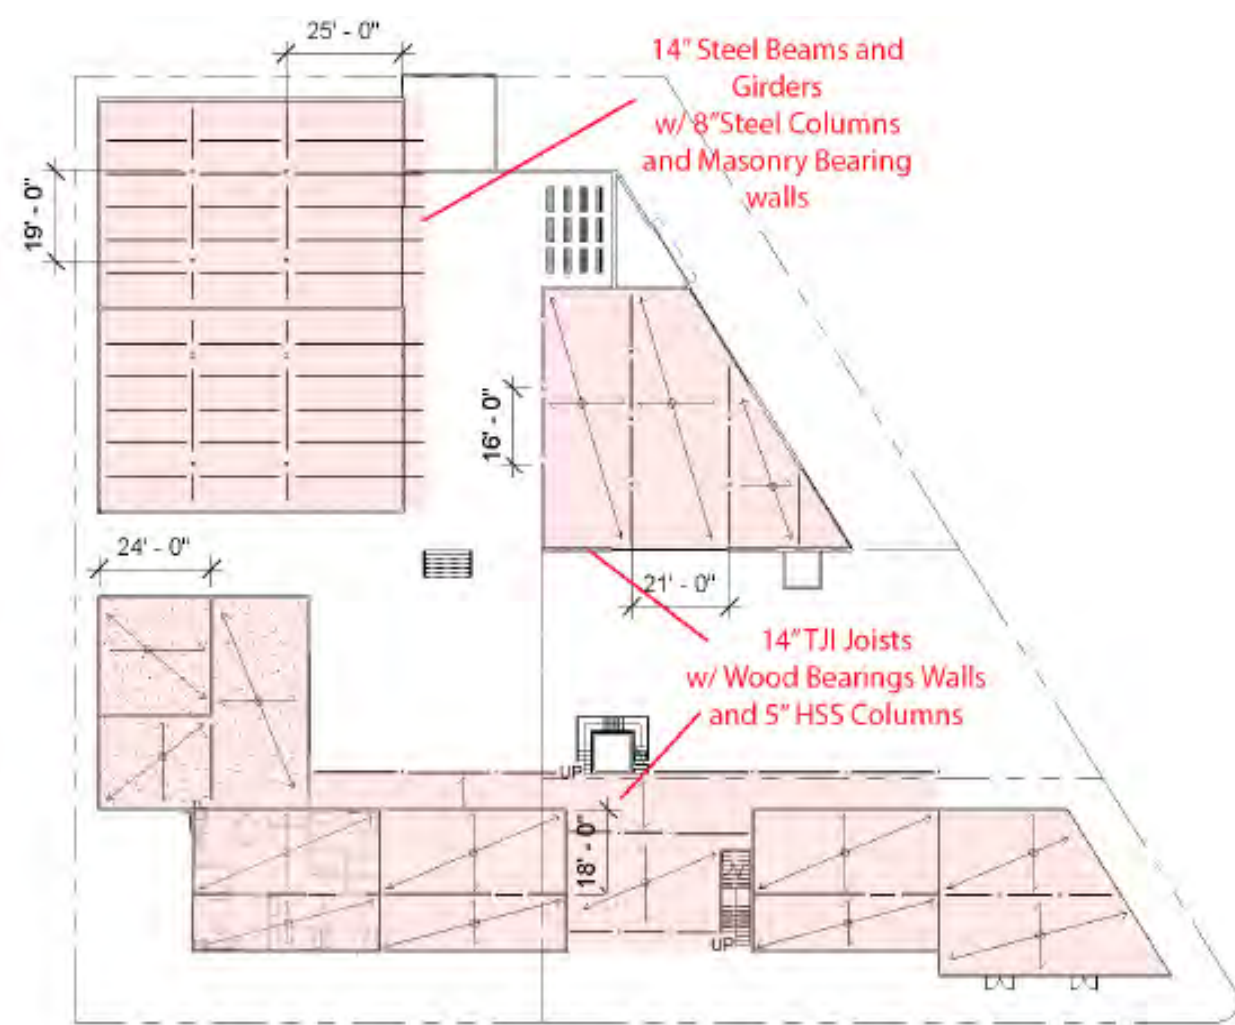 25' - 0"
14" Steel Beams and
Girders
w/ 8"Steel Columns
and Masonry Bearing
walls
19' - 0"
16' - 0"
24' - 0"
21' - 0"
14" TJI Joists
w/ Wood Bearings Walls
and 5" HSS Columns
UP
18' - 0"
UP